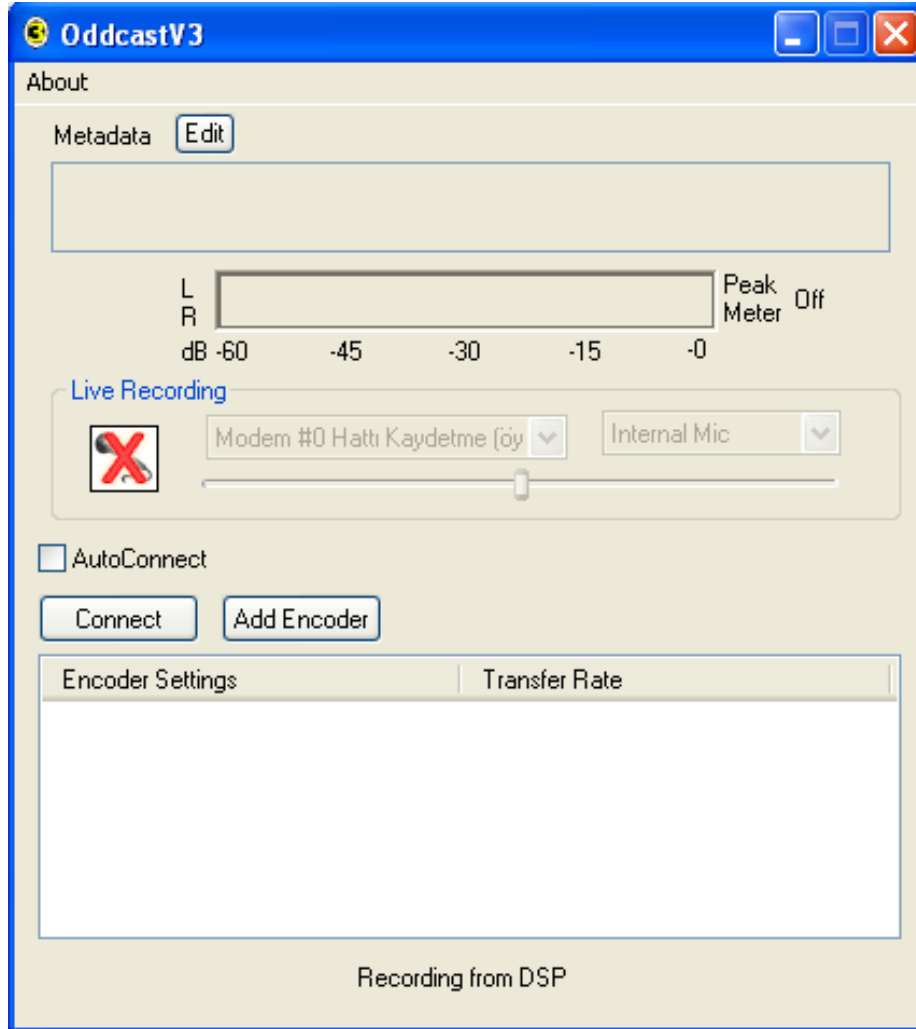 OddcastV3
About
Metadata Edit
L
R
Peak
Meter
Off
dB -60 -45 -30 -15 -0
Live Recording
Modem #0 Hattı Kaydetme (öy
Internal Mic
AutoConnect
Connect Add Encoder
Encoder Settings Transfer Rate
Recording from DSP